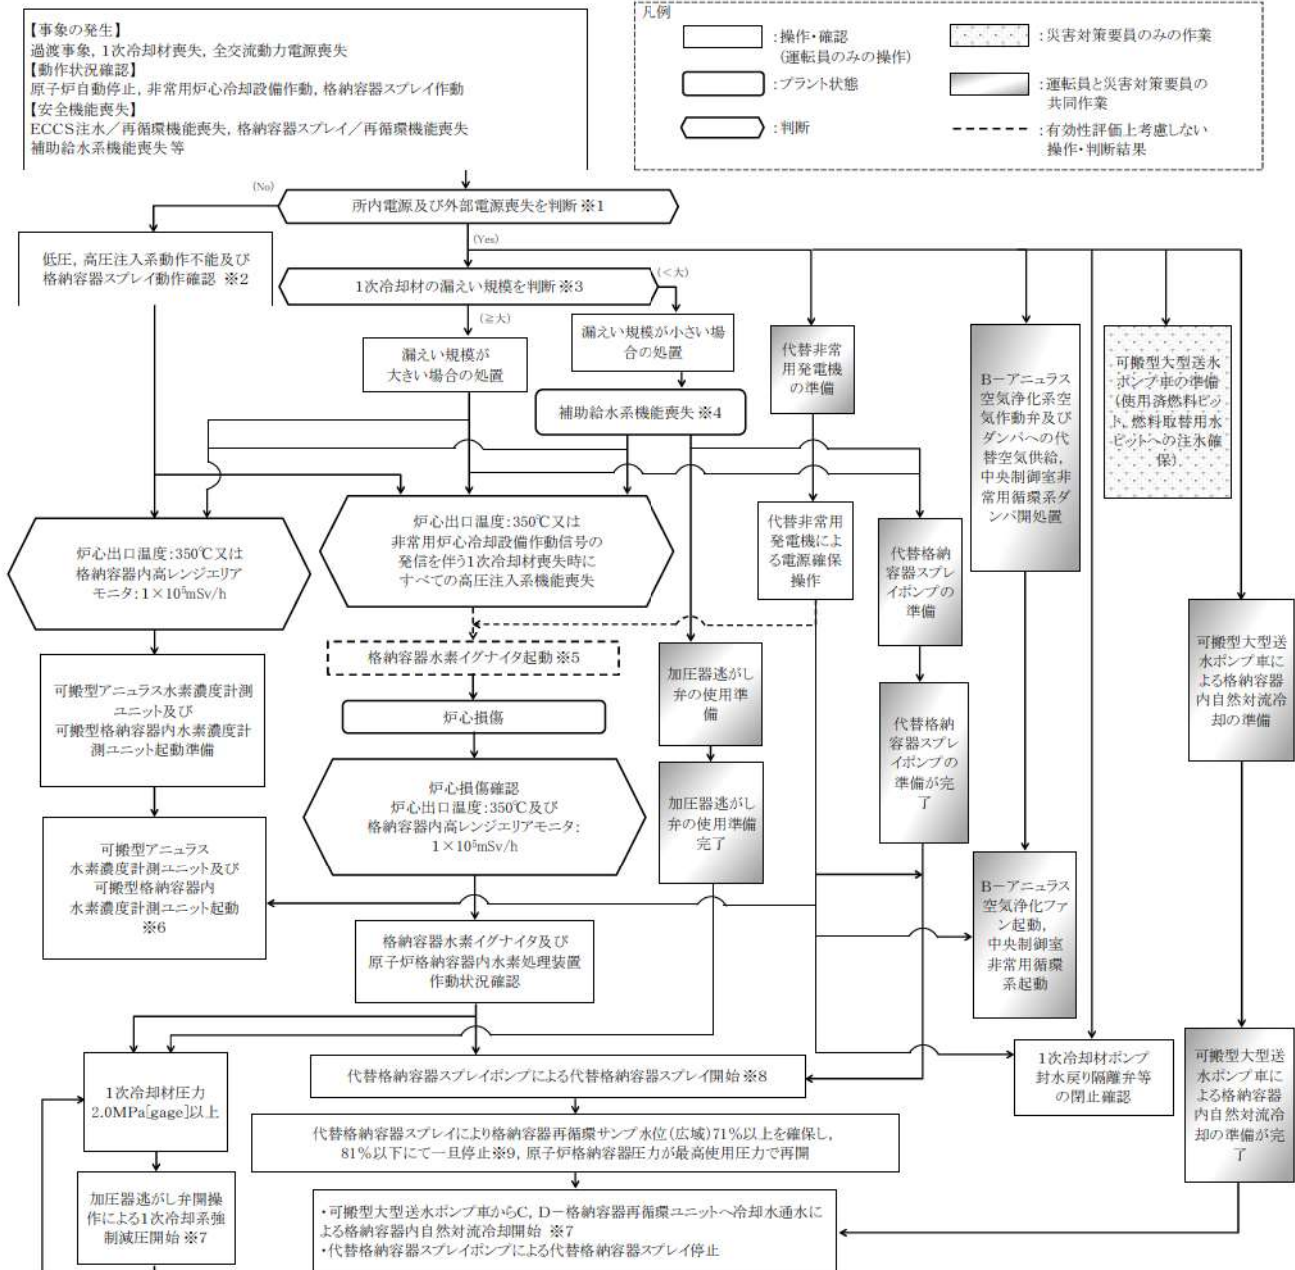 【事象の発生】
過渡事象，1次冷却材喪失，全交流動力電源喪失
【動作状況確認】
原子炉自動停止，非常用炉心冷却設備作動，格納容器スプレイ作動
【安全機能喪失】
ECCS注水／再循環機能喪失，格納容器スプレイ／再循環機能喪失
補助給水系機能喪失等
凡例
：操作・確認
(運転員のみの操作)
：プラント状態
：判断
：災害対策要員のみの作業
：運転員と災害対策要員の
共同作業
：有効性評価上考慮しない
操作・判断結果
(No)
所内電源及び外部電源喪失を判断 ※1
(Yes)
低圧，高圧注入系動作不能及び
格納容器スプレイ動作確認 ※2
1次冷却材の漏えい規模を判断 ※3
(＜大)
(≧大)
漏えい規模が小さい場
合の処置
漏えい規模が
大きい場合の処置
補助給水系機能喪失 ※4
代替非常
用発電機
の準備
B－アニュラス
空気浄化系空
気作動弁及び
ダンパへの代
替空気供給，
中央制御室非
常用循環系ダ
ンパ開処置
可搬型大型送水
ポンプ車の準備
(使用済燃料ピッ
ト，燃料取替用水
ピットへの注水確
保)
炉心出口温度：350℃又は
格納容器内高レンジエリア
モニタ：1×10⁵mSv/h
炉心出口温度：350℃又は
非常用炉心冷却設備作動信号の
発信を伴う1次冷却材喪失時に
すべての高圧注入系機能喪失
代替非常用
発電機によ
る電源確保
操作
代替格納
容器スプレ
イポンプの
準備
格納容器水素イグナイタ起動 ※5
可搬型アニュラス水素濃度計測
ユニット及び
可搬型格納容器内水素濃度計
測ユニット起動準備
炉心損傷
加圧器逃がし
弁の使用準
備
代替格納
容器スプレ
イポンプの
準備が完
了
可搬型大型送
水ポンプ車に
よる格納容器
内自然対流冷
却の準備
炉心損傷確認
炉心出口温度：350℃及び
格納容器内高レンジエリアモニタ：
1×10⁵mSv/h
加圧器逃がし
弁の使用準備
完了
可搬型アニュラス
水素濃度計測ユニット及び
可搬型格納容器内
水素濃度計測ユニット起動
※6
B－アニュラス
空気浄化ファ
ン起動，
中央制御室
非常用循環
系起動
格納容器水素イグナイタ及び
原子炉格納容器内水素処理装置
作動状況確認
1次冷却材圧力
2.0MPa[gage]以上
代替格納容器スプレイポンプによる代替格納容器スプレイ開始 ※8
1次冷却材ポンプ
封水戻り隔離弁等
の閉止確認
可搬型大型送
水ポンプ車に
よる格納容器
内自然対流冷
却の準備が完
了
代替格納容器スプレイにより格納容器再循環サンプ水位(広域)71％以上を確保し，
81％以下にて一旦停止※9，原子炉格納容器圧力が最高使用圧力で再開
加圧器逃がし弁開操
作による1次冷却系強
制減圧開始 ※7
・可搬型大型送水ポンプ車からC，D－格納容器再循環ユニットへ冷却水通水に
よる格納容器内自然対流冷却開始 ※7
・代替格納容器スプレイポンプによる代替格納容器スプレイ停止